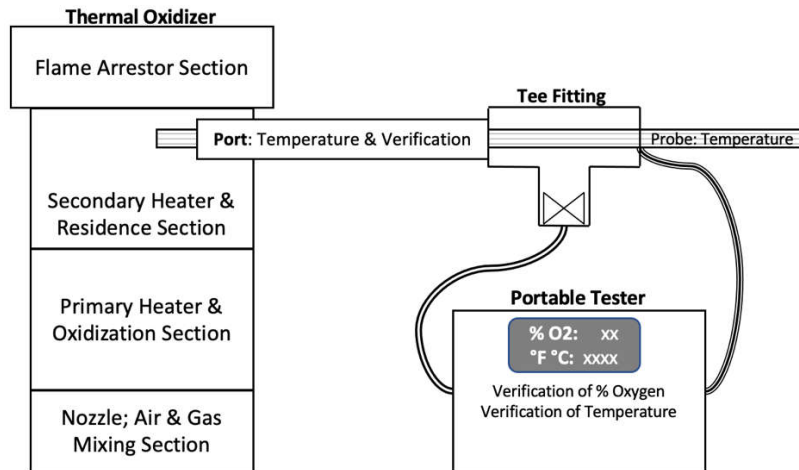 Thermal Oxidizer
Flame Arrestor Section
Tee Fitting
Port: Temperature & Verification
Probe: Temperature
Secondary Heater &
Residence Section
Primary Heater &
Oxidization Section
Nozzle; Air & Gas
Mixing Section
Portable Tester
% O2: xx
°F °C: xxxx
Verification of % Oxygen
Verification of Temperature